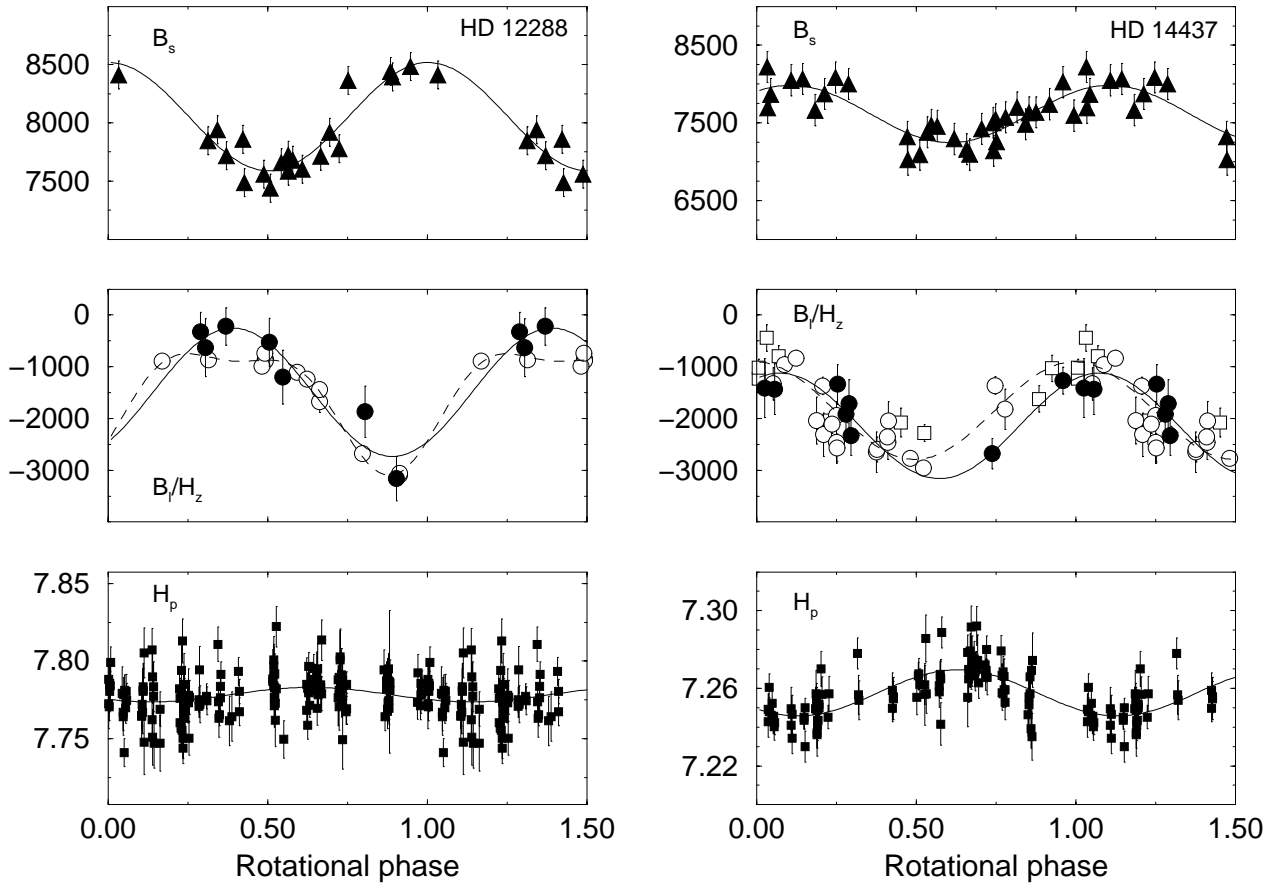 HD 12288
B_s
8500
8000
7500
0
−1000
−2000
−3000
B_l/H_z
7.85
7.80
7.75
H_p
0.00 0.50 1.00 1.50
Rotational phase
HD 14437
B_s
8500
7500
6500
B_l/H_z
0
−1000
−2000
−3000
H_p
7.30
7.26
7.22
0.00 0.50 1.00 1.50
Rotational phase